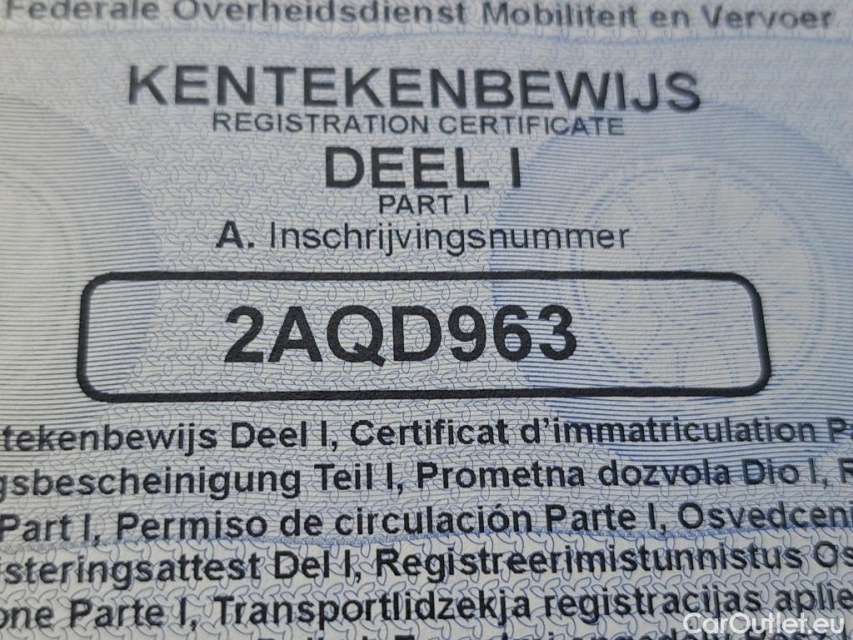 Federale Overheidsdienst Mobiliteit en Vervoer
KENTEKENBEWIJS
REGISTRATION CERTIFICATE
DEEL I
PART I
A. Inschrijvingsnummer
2AQD963
tekenbewijs Deel I, Certificat d'immatriculation P
gsbescheinigung Teil I, Prometna dozvola Dio I, R
Part I, Permiso de circulación Parte I, Osvedceni
isteringsattest Del I, Registreerimistunnistus Os
one Parte I, Transportlidzekja registracijas aplie
CarOutlet.eu